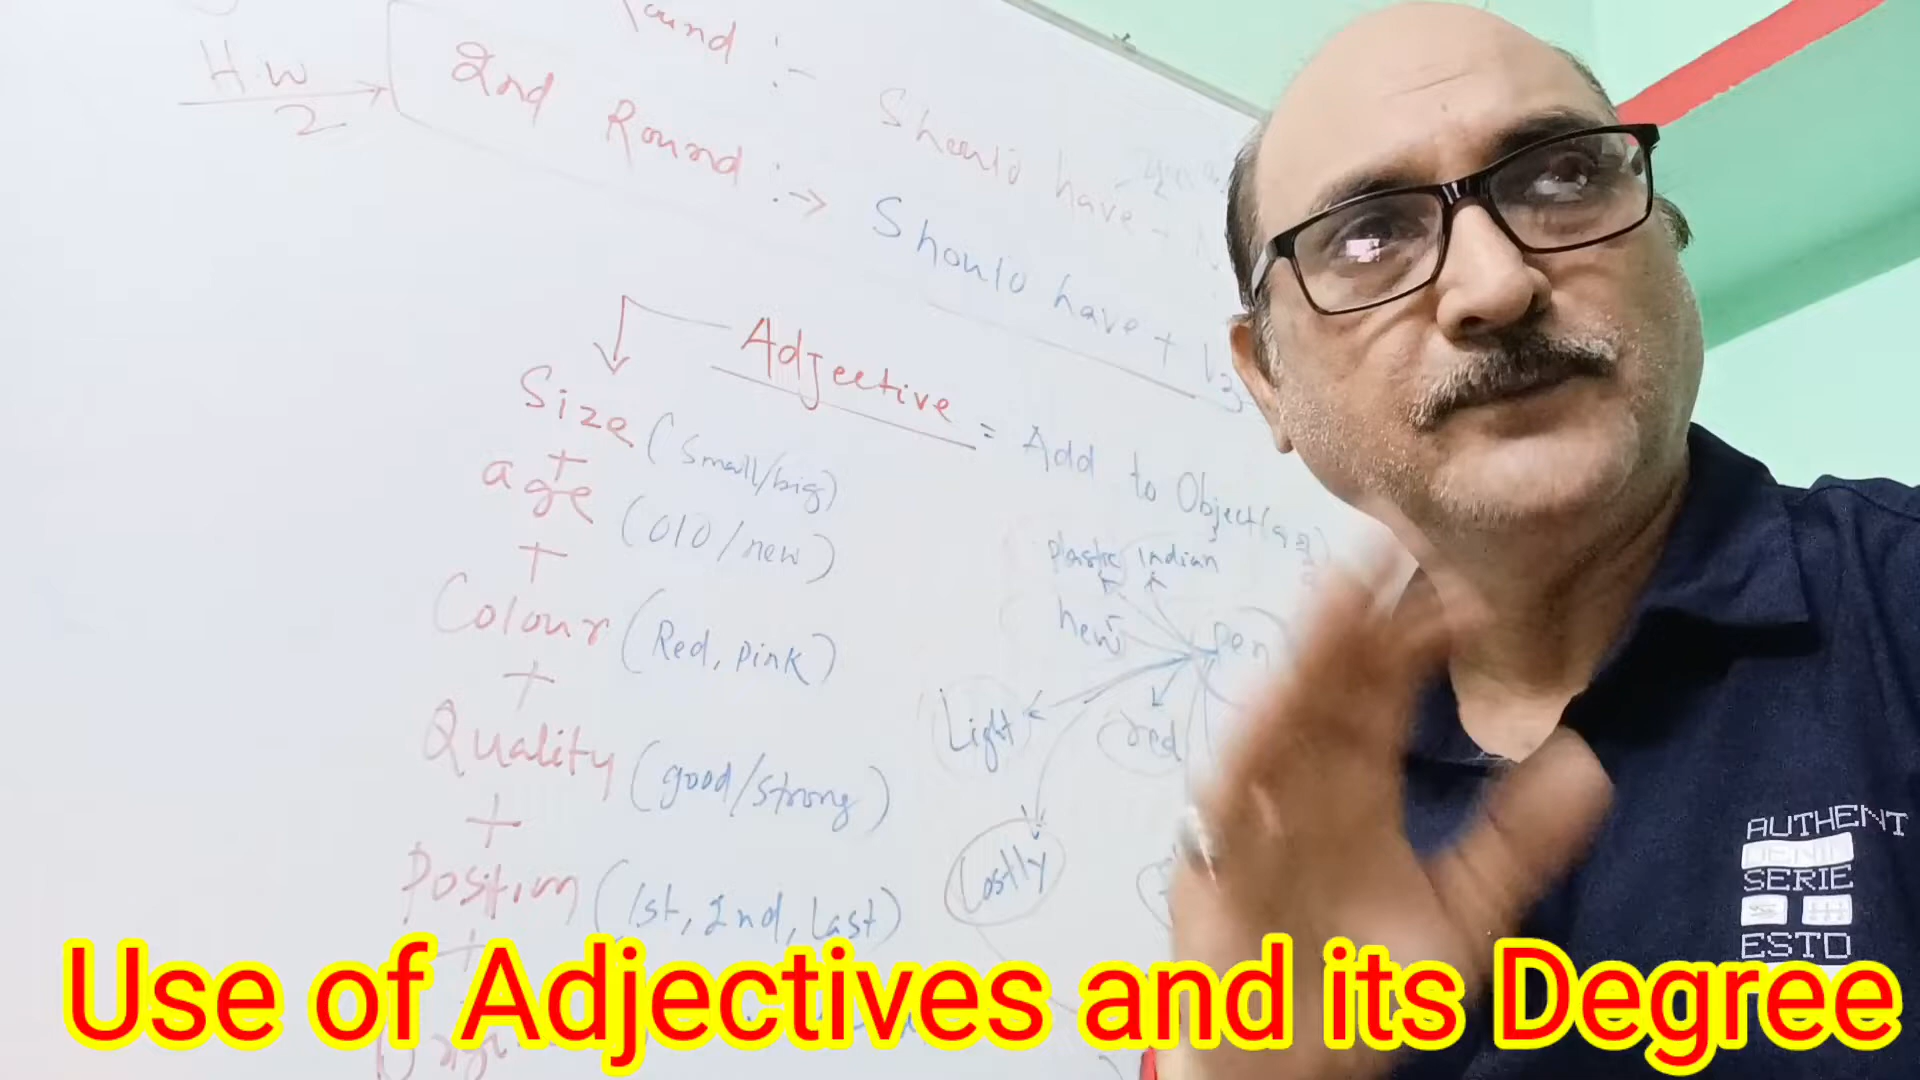 ound :- Should have +
H.W
2
2nd Round :→ Should have + V3
Adjective = Add to Object
Size (small/big)
+
age (old/new)
+
Colour (Red, pink)
+
Quality (good/strong)
+
Position (1st, 2nd, last)
+
plastic Indian
new pen
Light red
Costly
AUTHENT
DENIM
SERIE
ESTD
Use of Adjectives and its Degree